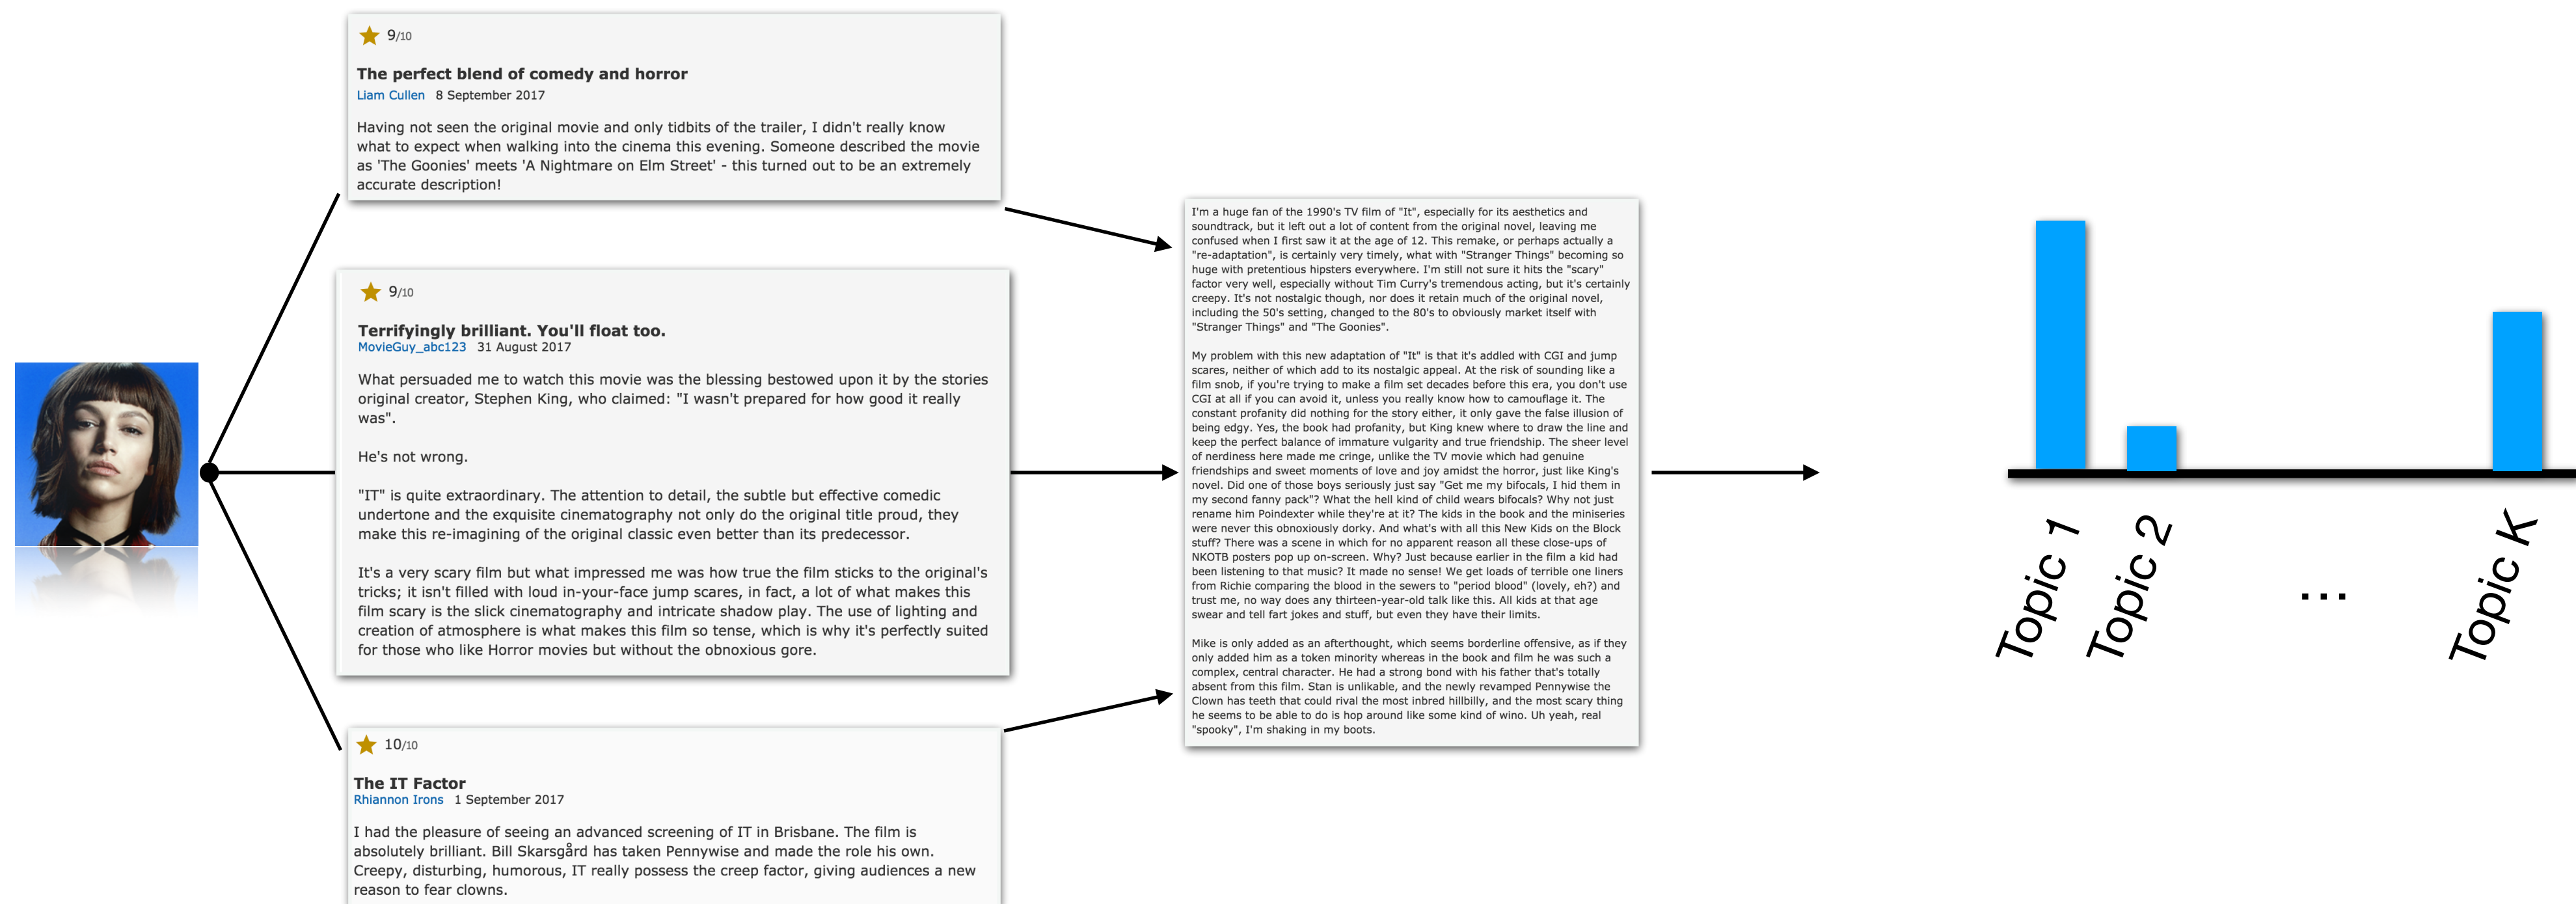 9/10
The perfect blend of comedy and horror
Liam Cullen 8 September 2017
Having not seen the original movie and only tidbits of the trailer, I didn't really know
what to expect when walking into the cinema this evening. Someone described the movie
as 'The Goonies' meets 'A Nightmare on Elm Street' - this turned out to be an extremely
accurate description!
9/10
Terrifyingly brilliant. You'll float too.
MovieGuy_abc123 31 August 2017
What persuaded me to watch this movie was the blessing bestowed upon it by the stories
original creator, Stephen King, who claimed: "I wasn't prepared for how good it really
was".
He's not wrong.
"IT" is quite extraordinary. The attention to detail, the subtle but effective comedic
undertone and the exquisite cinematography not only do the original title proud, they
make this re-imagining of the original classic even better than its predecessor.
It's a very scary film but what impressed me was how true the film sticks to the original's
tricks; it isn't filled with loud in-your-face jump scares, in fact, a lot of what makes this
film scary is the slick cinematography and intricate shadow play. The use of lighting and
creation of atmosphere is what makes this film so tense, which is why it's perfectly suited
for those who like Horror movies but without the obnoxious gore.
10/10
The IT Factor
Rhiannon Irons 1 September 2017
I had the pleasure of seeing an advanced screening of IT in Brisbane. The film is
absolutely brilliant. Bill Skarsgård has taken Pennywise and made the role his own.
Creepy, disturbing, humorous, IT really possess the creep factor, giving audiences a new
reason to fear clowns.
I'm a huge fan of the 1990's TV film of "It", especially for its aesthetics and
soundtrack, but it left out a lot of content from the original novel, leaving me
confused when I first saw it at the age of 12. This remake, or perhaps actually a
"re-adaptation", is certainly very timely, what with "Stranger Things" becoming so
huge with pretentious hipsters everywhere. I'm still not sure it hits the "scary"
factor very well, especially without Tim Curry's tremendous acting, but it's certainly
creepy. It's not nostalgic though, nor does it retain much of the original novel,
including the 50's setting, changed to the 80's to obviously market itself with
"Stranger Things" and "The Goonies".
My problem with this new adaptation of "It" is that it's addled with CGI and jump
scares, neither of which add to its nostalgic appeal. At the risk of sounding like a
film snob, if you're trying to make a film set decades before this era, you don't use
CGI at all if you can avoid it, unless you really know how to camouflage it. The
constant profanity did nothing for the story either, it only gave the false illusion of
being edgy. Yes, the book had profanity, but King knew where to draw the line and
keep the perfect balance of immature vulgarity and true friendship. The sheer level
of nerdiness here made me cringe, unlike the TV movie which had genuine
friendships and sweet moments of love and joy amidst the horror, just like King's
novel. Did one of those boys seriously just say "Get me my bifocals, I hid them in
my second fanny pack"? What the hell kind of child wears bifocals? Why not just
rename him Poindexter while they're at it? The kids in the book and the miniseries
were never this obnoxiously dorky. And what's with all this New Kids on the Block
stuff? There was a scene in which for no apparent reason all these close-ups of
NKOTB posters pop up on-screen. Why? Just because earlier in the film a kid had
been listening to that music? It made no sense! We get loads of terrible one liners
from Richie comparing the blood in the sewers to "period blood" (lovely, eh?) and
trust me, no way does any thirteen-year-old talk like this. All kids at that age
swear and tell fart jokes and stuff, but even they have their limits.
Mike is only added as an afterthought, which seems borderline offensive, as if they
only added him as a token minority whereas in the book and film he was such a
complex, central character. He had a strong bond with his father that's totally
absent from this film. Stan is unlikable, and the newly revamped Pennywise the
Clown has teeth that could rival the most inbred hillbilly, and the most scary thing
he seems to be able to do is hop around like some kind of wino. Uh yeah, real
"spooky", I'm shaking in my boots.
Topic 1
Topic 2
...
Topic K